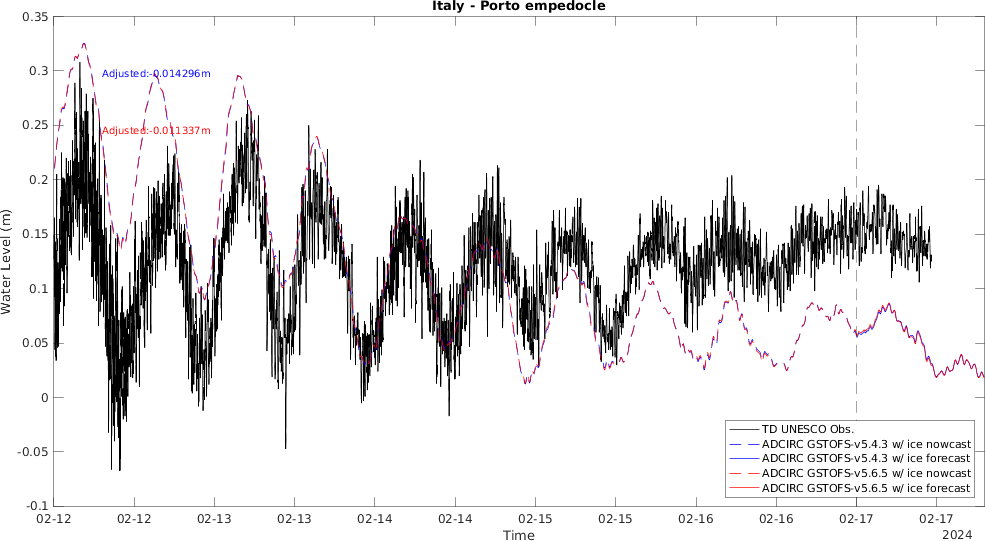 Italy - Porto empedocle
0.35
0.3
0.25
0.2
0.15
0.1
0.05
0
-0.05
-0.1
Water Level (m)
Adjusted:-0.014296m
Adjusted:-0.011337m
TD UNESCO Obs.
ADCIRC GSTOFS-v5.4.3 w/ ice nowcast
ADCIRC GSTOFS-v5.4.3 w/ ice forecast
ADCIRC GSTOFS-v5.6.5 w/ ice nowcast
ADCIRC GSTOFS-v5.6.5 w/ ice forecast
02-12 02-12 02-13 02-13 02-14 02-14 02-15 02-15 02-16 02-16 02-17 02-17
Time
2024